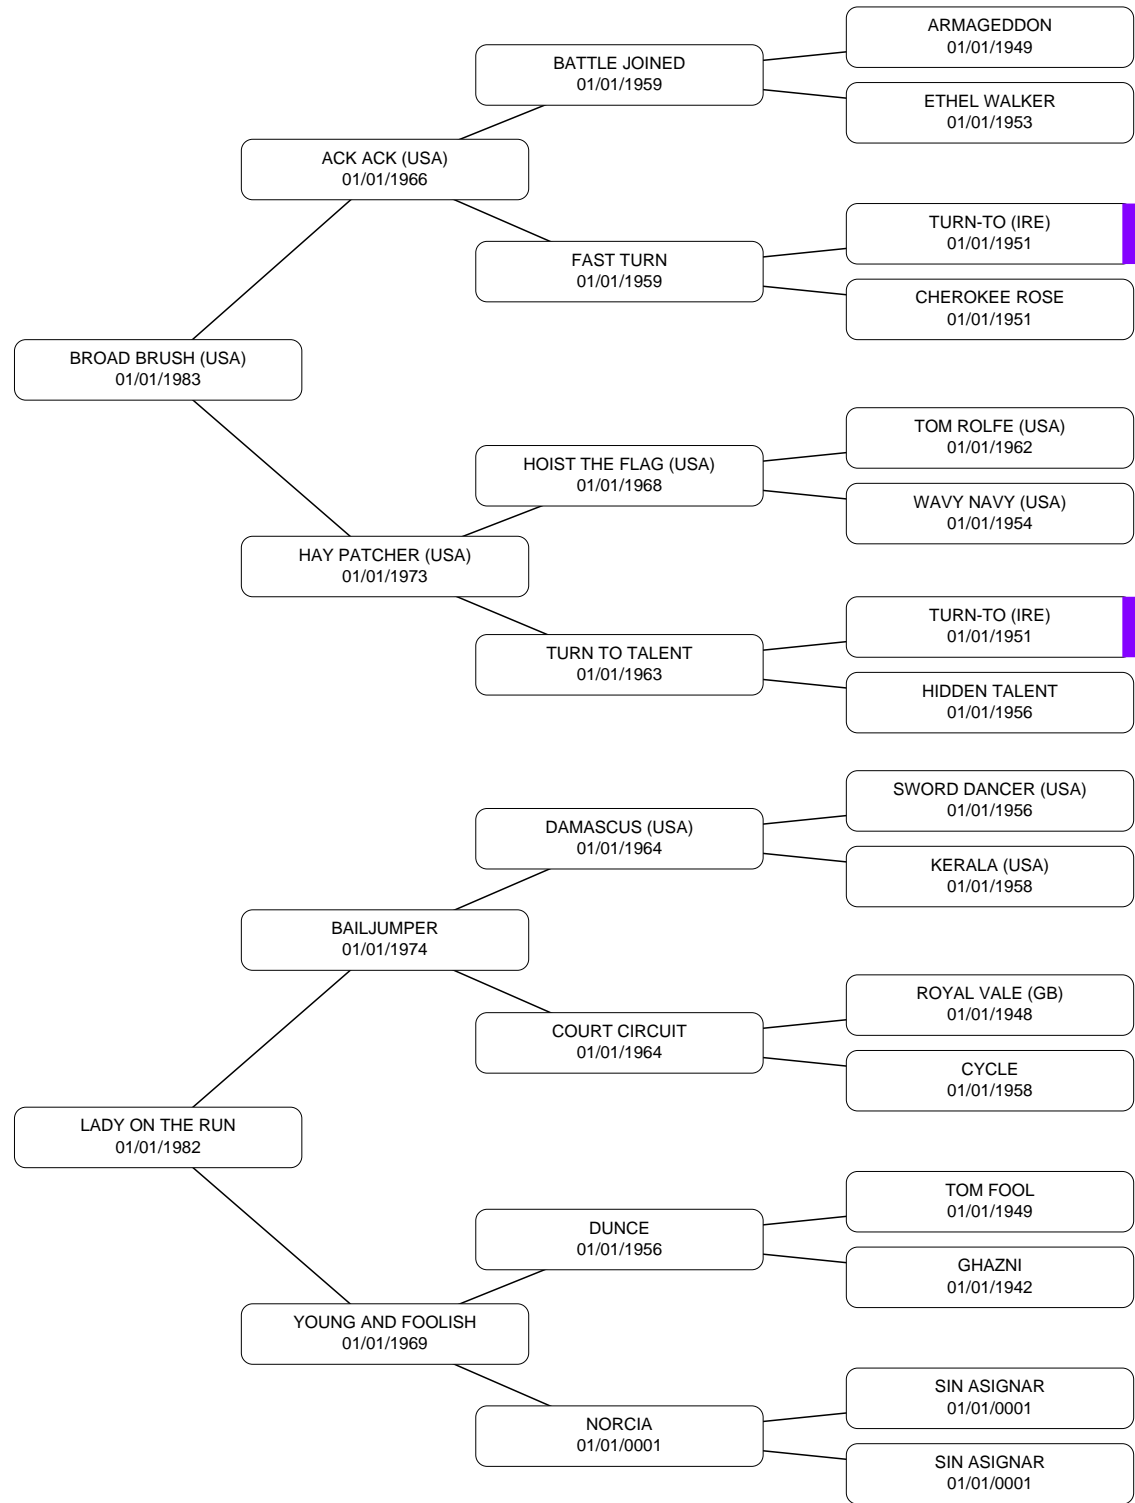 ARMAGEDDON
01/01/1949
BATTLE JOINED
01/01/1959
ETHEL WALKER
01/01/1953
ACK ACK (USA)
01/01/1966
TURN-TO (IRE)
01/01/1951
FAST TURN
01/01/1959
CHEROKEE ROSE
01/01/1951
BROAD BRUSH (USA)
01/01/1983
TOM ROLFE (USA)
01/01/1962
HOIST THE FLAG (USA)
01/01/1968
WAVY NAVY (USA)
01/01/1954
HAY PATCHER (USA)
01/01/1973
TURN-TO (IRE)
01/01/1951
TURN TO TALENT
01/01/1963
HIDDEN TALENT
01/01/1956
SWORD DANCER (USA)
01/01/1956
DAMASCUS (USA)
01/01/1964
KERALA (USA)
01/01/1958
BAILJUMPER
01/01/1974
ROYAL VALE (GB)
01/01/1948
COURT CIRCUIT
01/01/1964
CYCLE
01/01/1958
LADY ON THE RUN
01/01/1982
TOM FOOL
01/01/1949
DUNCE
01/01/1956
GHAZNI
01/01/1942
YOUNG AND FOOLISH
01/01/1969
SIN ASIGNAR
01/01/0001
NORCIA
01/01/0001
SIN ASIGNAR
01/01/0001